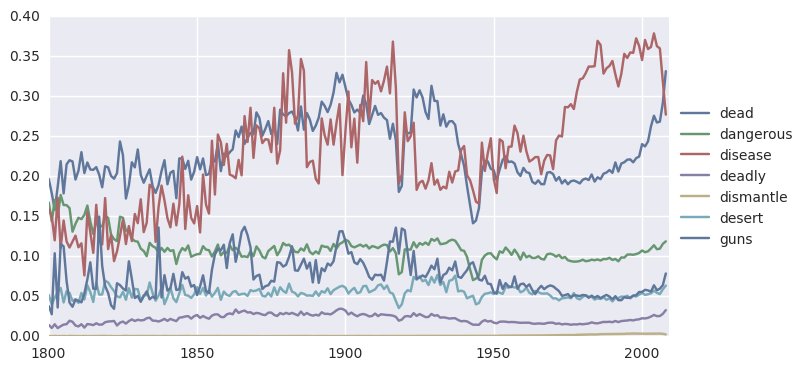 0.40
0.35
0.30
0.25
0.20
0.15
0.10
0.05
0.00
1800 1850 1900 1950 2000
dead
dangerous
disease
deadly
dismantle
desert
guns